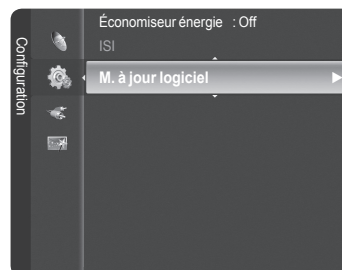 Configuration
Économiseur énergie : Off
ISI
M. à jour logiciel